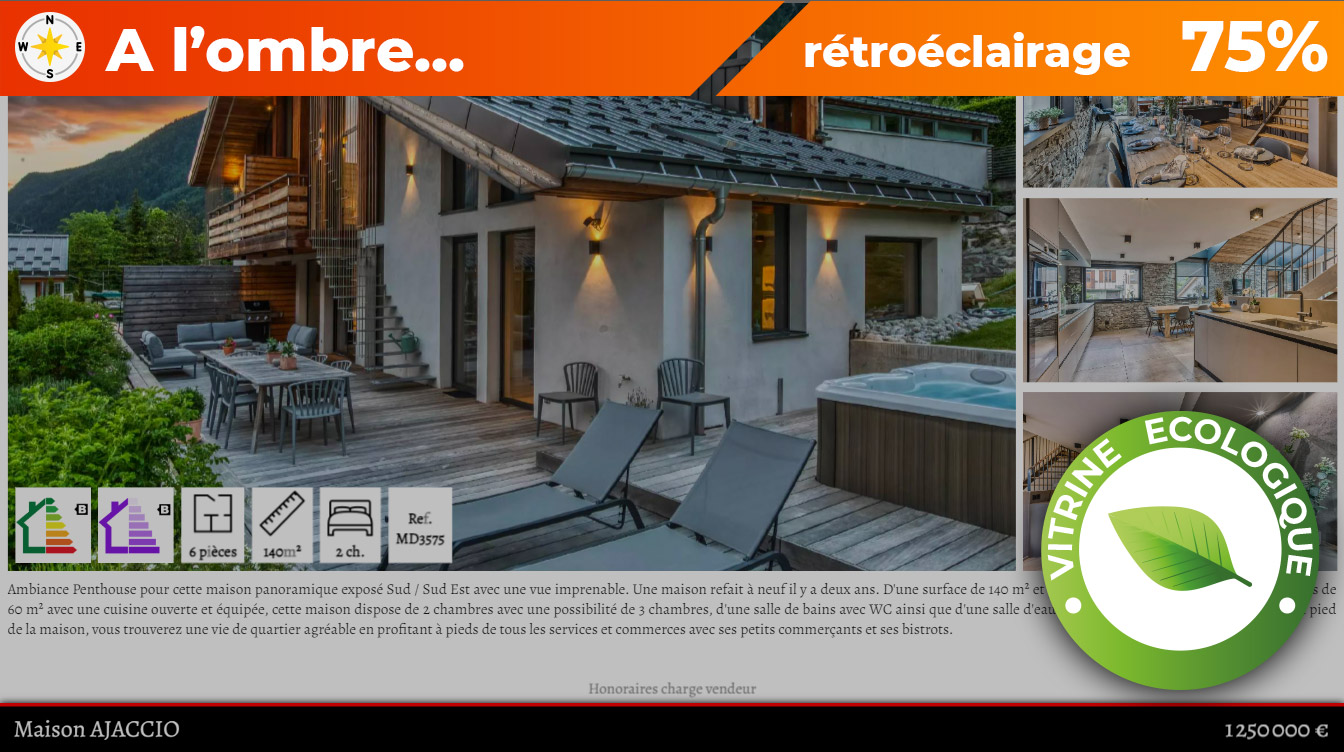 N
W E
S
A l'ombre...
rétroéclairage 75%
B
B
6 pièces
140m²
2 ch.
Ref.
MD3575
VITRINE ECOLOGIQUE
Ambiance Penthouse pour cette maison panoramique exposé Sud / Sud Est avec une vue imprenable. Une maison refait à neuf il y a deux ans. D'une surface de 140 m² et de
60 m² avec une cuisine ouverte et équipée, cette maison dispose de 2 chambres avec une possibilité de 3 chambres, d'une salle de bains avec WC ainsi que d'une salle d'eau pied
de la maison, vous trouverez une vie de quartier agréable en profitant à pieds de tous les services et commerces avec ses petits commerçants et ses bistrots.
Honoraires charge vendeur
Maison AJACCIO
1 250 000 €